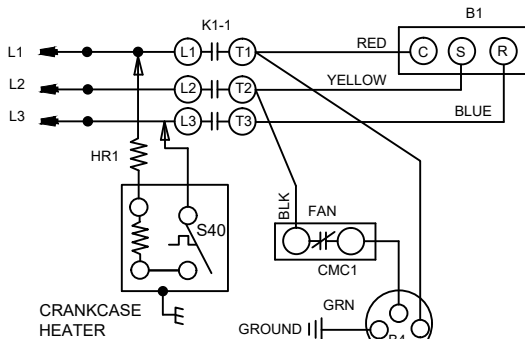 B1
K1-1
L1 L1 T1 RED C S R
L2 L2 T2 YELLOW
L3 L3 T3 BLUE
HR1
BLK FAN
S40
CMC1
CRANKCASE
HEATER
GRN
GROUND
B4